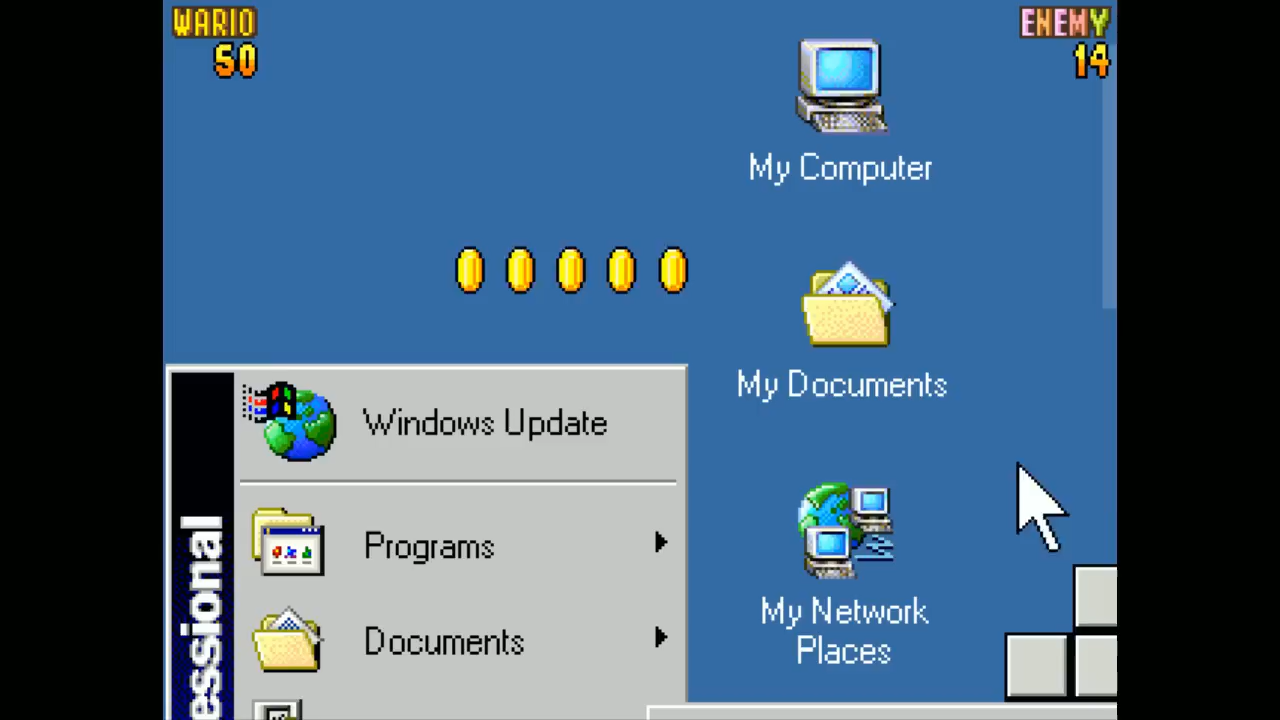 WARIO
50
ENEMY
14
My Computer
My Documents
Windows Update
Programs
Documents
My Network
Places
essional